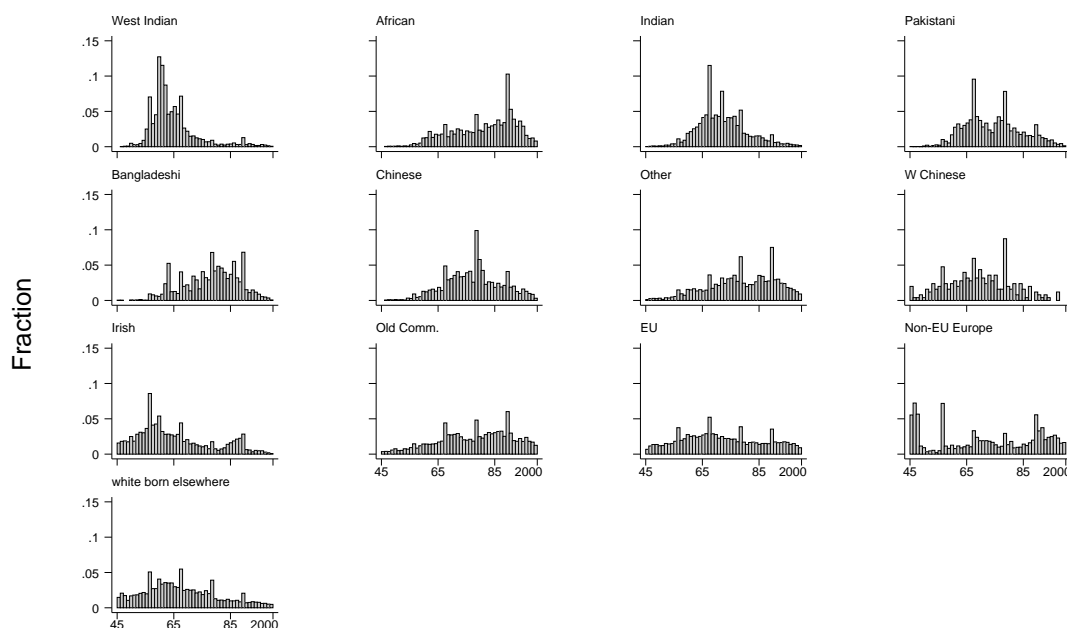 West Indian
African
Indian
Pakistani
.15
.1
.05
0
Bangladeshi
Chinese
Other
W Chinese
.15
.1
.05
0
Irish
Old Comm.
EU
Non-EU Europe
.15
.1
.05
0
45 65 85 2000
45 65 85 2000
45 65 85 2000
white born elsewhere
.15
.1
.05
0
45 65 85 2000
Fraction